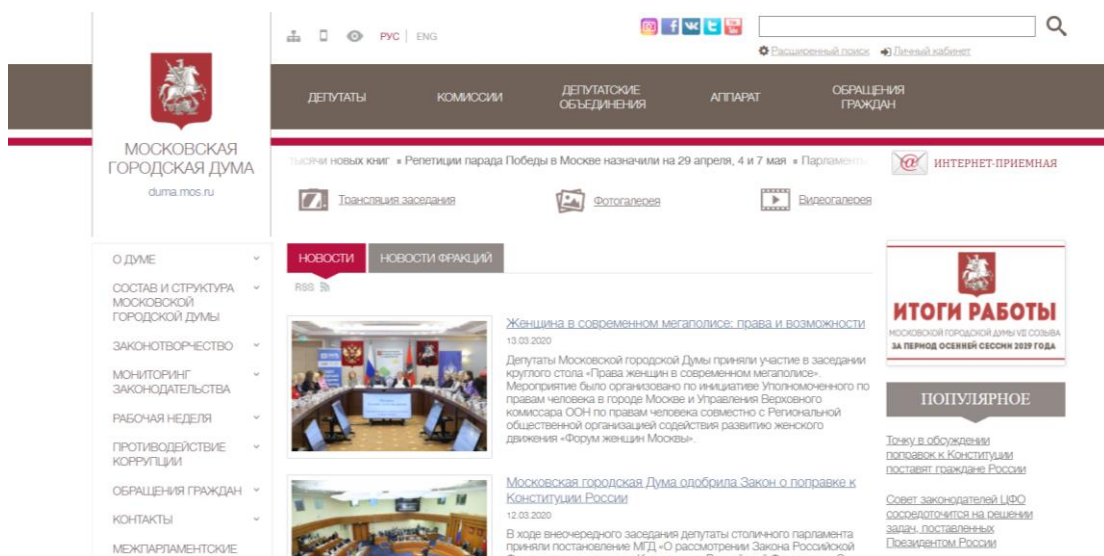 РУС | ENG
Расширенный поиск Личный кабинет
ДЕПУТАТЫ
КОМИССИИ
ДЕПУТАТСКИЕ
ОБЪЕДИНЕНИЯ
АППАРАТ
ОБРАЩЕНИЯ
ГРАЖДАН
МОСКОВСКАЯ
ГОРОДСКАЯ ДУМА
duma.mos.ru
тысячи новых книг Репетиции парада Победы в Москве назначили на 29 апреля, 4 и 7 мая
ИНТЕРНЕТ-ПРИЕМНАЯ
Трансляция заседания
Фотогалерея
Видеогалерея
О ДУМЕ
СОСТАВ И СТРУКТУРА
МОСКОВСКОЙ
ГОРОДСКОЙ ДУМЫ
ЗАКОНОТВОРЧЕСТВО
МОНИТОРИНГ
ЗАКОНОДАТЕЛЬСТВА
РАБОЧАЯ НЕДЕЛЯ
ПРОТИВОДЕЙСТВИЕ
КОРРУПЦИИ
ОБРАЩЕНИЯ ГРАЖДАН
КОНТАКТЫ
МЕЖПАРЛАМЕНТСКИЕ
НОВОСТИ
НОВОСТИ ФРАКЦИЙ
RSS
Женщина в современном мегаполисе: права и возможности
13.03.2020
Депутаты Московской городской Думы приняли участие в заседании
круглого стола «Права женщин в современном мегаполисе».
Мероприятие было организовано по инициативе Уполномоченного по
правам человека в городе Москве и Управления Верховного
комиссара ООН по правам человека совместно с Региональной
общественной организацией содействия развитию женского
движения «Форум женщин Москвы».
Московская городская Дума одобрила Закон о поправке к
Конституции России
12.03.2020
В ходе внеочередного заседания депутаты столичного парламента
приняли постановление МГД «О рассмотрении Закона Российской
ИТОГИ РАБОТЫ
МОСКОВСКОЙ ГОРОДСКОЙ ДУМЫ VII СОЗЫВА
ЗА ПЕРИОД ОСЕННЕЙ СЕССИИ 2019 ГОДА
ПОПУЛЯРНОЕ
Точку в обсуждении
поправок к Конституции
поставят граждане России
Совет законодателей ЦФО
сосредоточится на решении
задач, поставленных
Президентом России